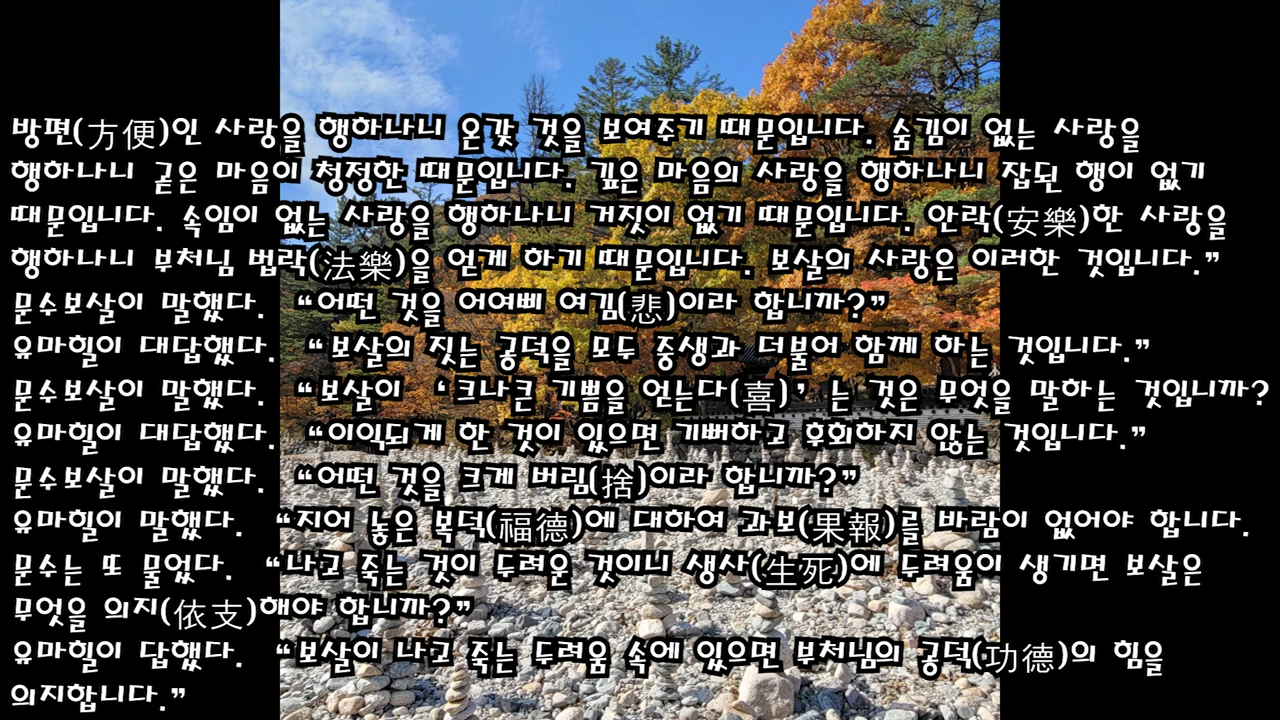 방편(方便)인 사랑을 행하나니 온갖 것을 보여주기 때문입니다. 숨김이 없는 사랑을
행하나니 곧은 마음이 청정한 때문입니다. 깊은 마음의 사랑을 행하나니 잡된 행이 없기
때문입니다. 속임이 없는 사랑을 행하나니 거짓이 없기 때문입니다. 안락(安樂)한 사랑을
행하나니 부처님 법락(法樂)을 얻게 하기 때문입니다. 보살의 사랑은 이러한 것입니다.”
문수보살이 말했다. “어떤 것을 어여삐 여김(悲)이라 합니까?”
유마힐이 대답했다. “보살의 짓는 공덕을 모두 중생과 더불어 함께 하는 것입니다.”
문수보살이 말했다. “보살이 ‘크나큰 기쁨을 얻는다(喜)’는 것은 무엇을 말하는 것입니까?
유마힐이 대답했다. “이익되게 한 것이 있으면 기뻐하고 후회하지 않는 것입니다.”
문수보살이 말했다. “어떤 것을 크게 버림(捨)이라 합니까?”
유마힐이 말했다. “지어 놓은 복덕(福德)에 대하여 과보(果報)를 바람이 없어야 합니다.
문수는 또 물었다. “나고 죽는 것이 두려운 것이니 생사(生死)에 두려움이 생기면 보살은
무엇을 의지(依支)해야 합니까?”
유마힐이 답했다. “보살이 나고 죽는 두려움 속에 있으면 부처님의 공덕(功德)의 힘을
의지합니다.”